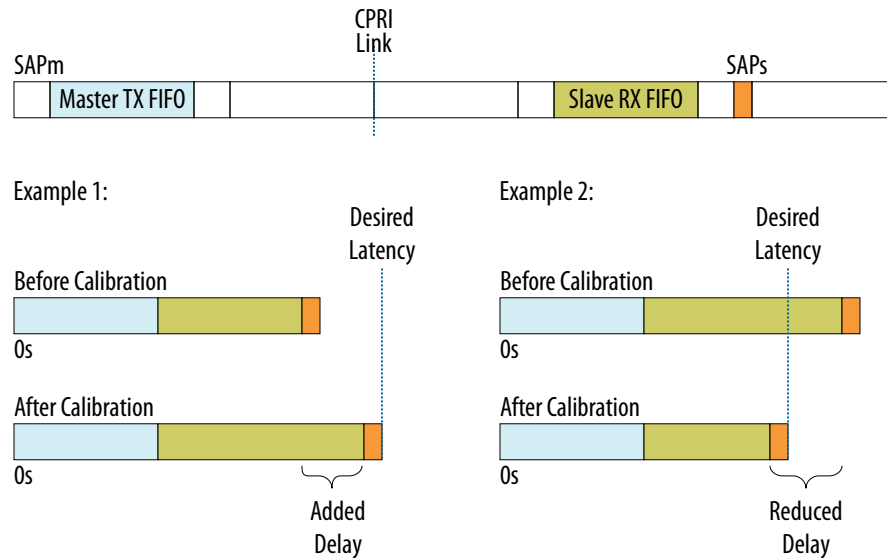 CPRI
Link
SAPm
SAPs
Master TX FIFO
Slave RX FIFO
Example 1:
Desired
Latency
Before Calibration
0s
After Calibration
0s
Added
Delay
Example 2:
Desired
Latency
Before Calibration
0s
After Calibration
0s
Reduced
Delay